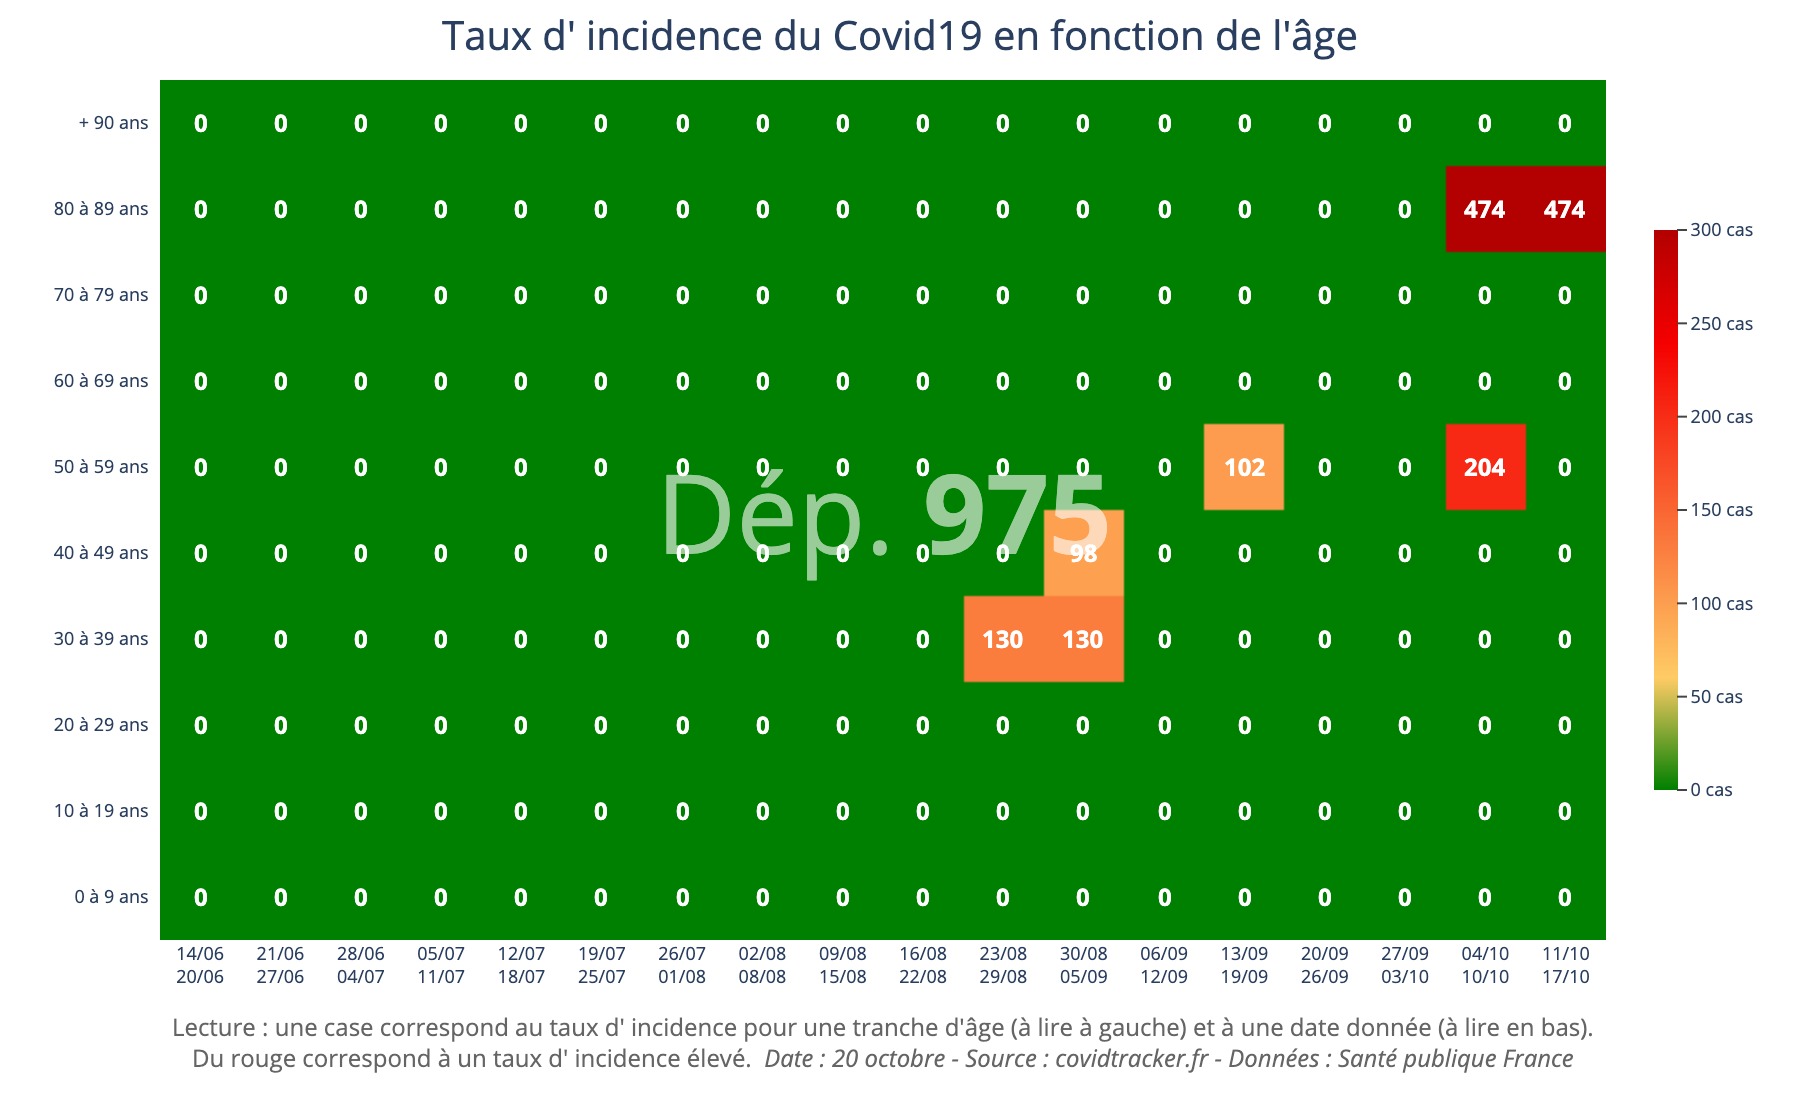 Taux d' incidence du Covid19 en fonction de l'âge
+ 90 ans 0 0 0 0 0 0 0 0 0 0 0 0 0 0 0 0 0 0
80 à 89 ans 0 0 0 0 0 0 0 0 0 0 0 0 0 0 0 0 474 474
300 cas
70 à 79 ans 0 0 0 0 0 0 0 0 0 0 0 0 0 0 0 0 0 0
250 cas
60 à 69 ans 0 0 0 0 0 0 0 0 0 0 0 0 0 0 0 0 0 0
200 cas
50 à 59 ans 0 0 0 0 0 0 0 0 0 0 0 0 0 102 0 0 204 0
150 cas
Dép. 975
40 à 49 ans 0 0 0 0 0 0 0 0 0 0 0 98 0 0 0 0 0 0
100 cas
30 à 39 ans 0 0 0 0 0 0 0 0 0 0 130 130 0 0 0 0 0 0
50 cas
20 à 29 ans 0 0 0 0 0 0 0 0 0 0 0 0 0 0 0 0 0 0
0 cas
10 à 19 ans 0 0 0 0 0 0 0 0 0 0 0 0 0 0 0 0 0 0
0 à 9 ans 0 0 0 0 0 0 0 0 0 0 0 0 0 0 0 0 0 0
14/06 21/06 28/06 05/07 12/07 19/07 26/07 02/08 09/08 16/08 23/08 30/08 06/09 13/09 20/09 27/09 04/10 11/10
20/06 27/06 04/07 11/07 18/07 25/07 01/08 08/08 15/08 22/08 29/08 05/09 12/09 19/09 26/09 03/10 10/10 17/10
Lecture : une case correspond au taux d' incidence pour une tranche d'âge (à lire à gauche) et à une date donnée (à lire en bas).
Du rouge correspond à un taux d' incidence élevé. Date : 20 octobre - Source : covidtracker.fr - Données : Santé publique France